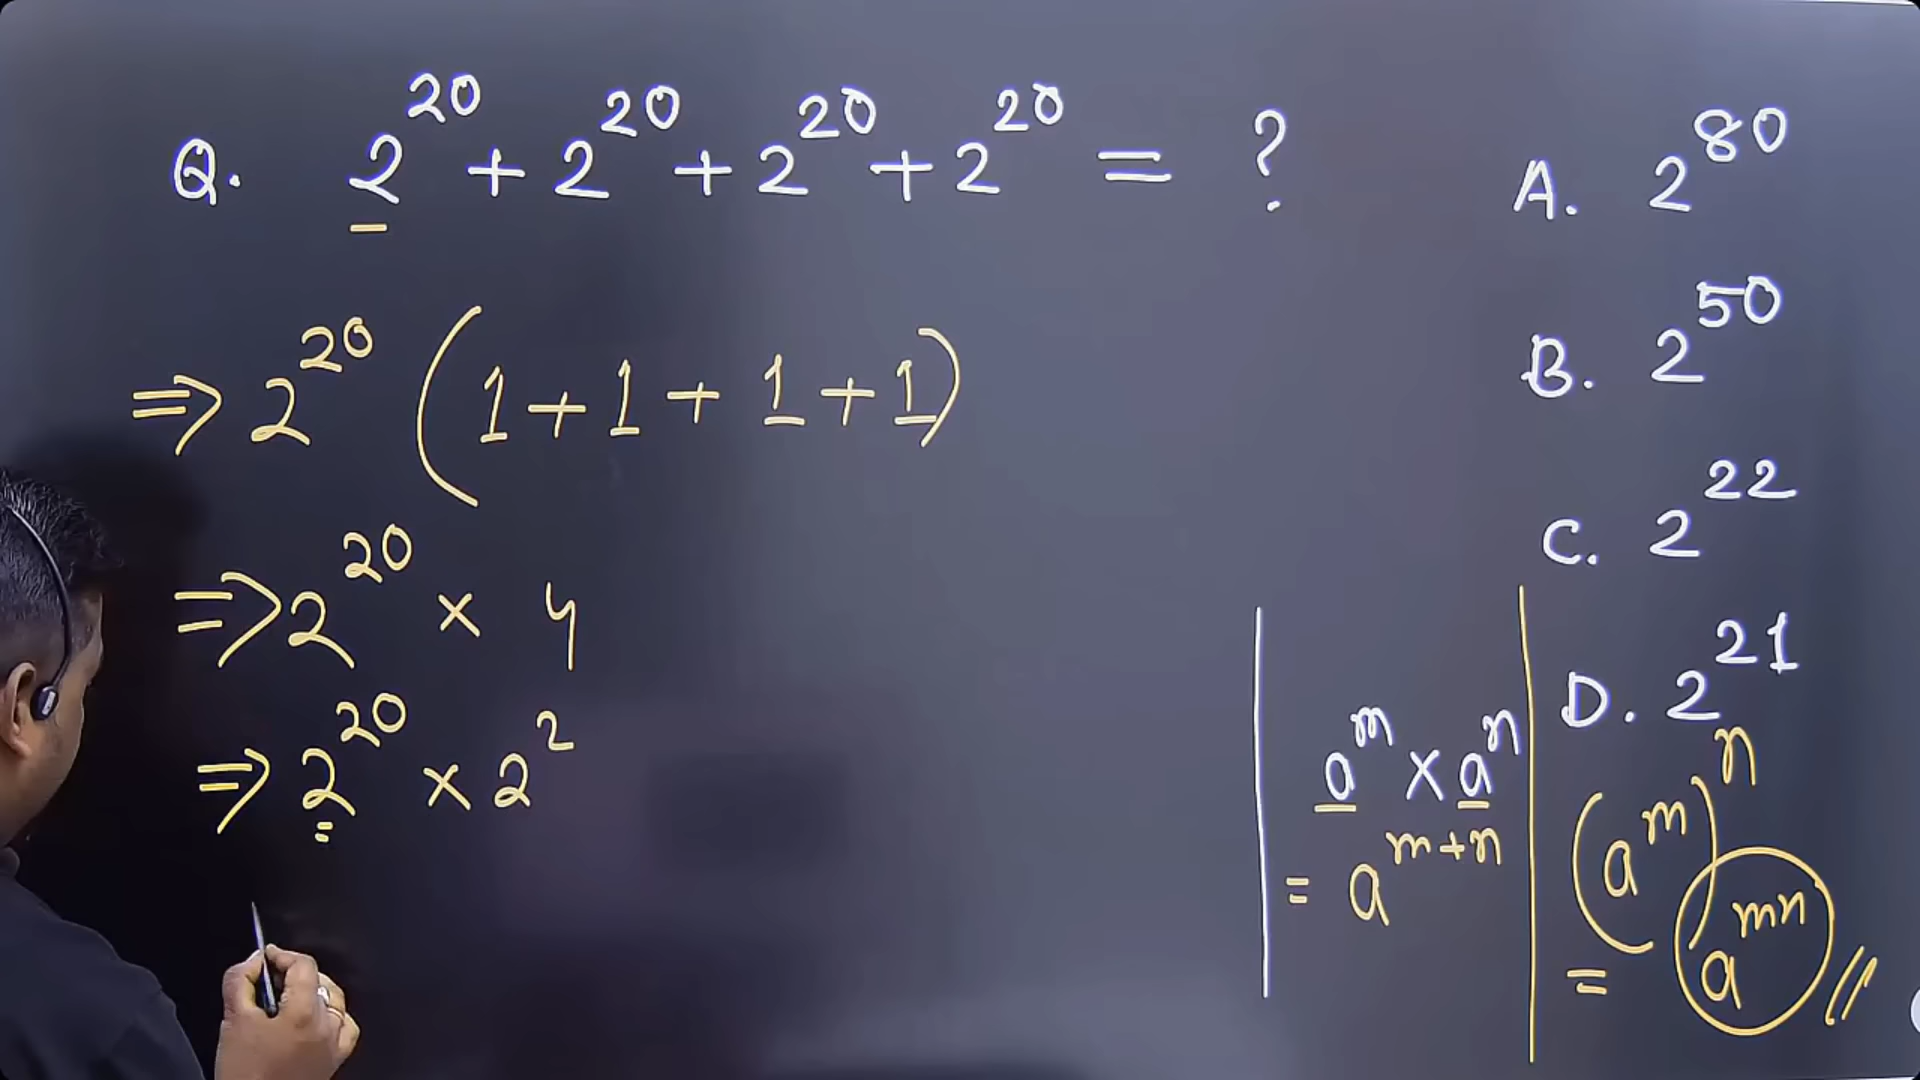 Q. 2^20 + 2^20 + 2^20 + 2^20 = ?
⇒ 2^20 (1 + 1 + 1 + 1)
⇒ 2^20 × 4
⇒ 2^20 × 2^2
A. 2^80
B. 2^50
C. 2^22
D. 2^21
a^m × a^n
= a^(m+n)
(a^m)^n
= a^mn //